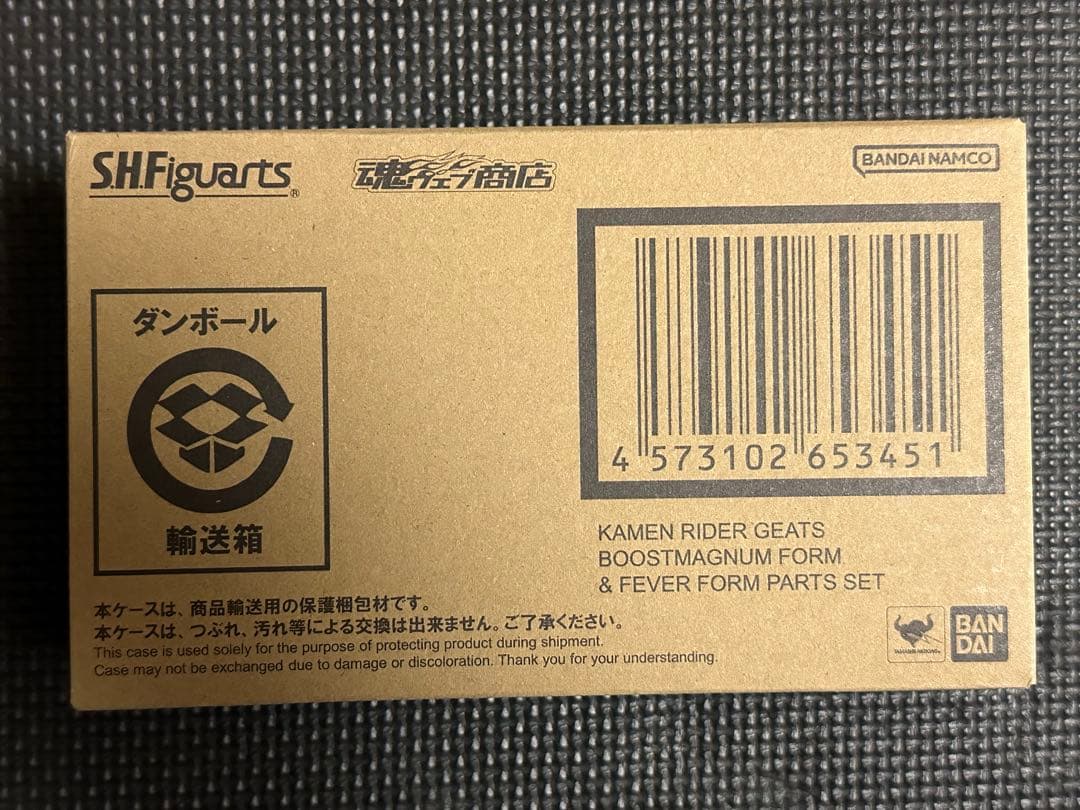 S.H.Figuarts®
魂ウェブ商店
BANDAI NAMCO
ダンボール
輸送箱
4 573102 653451
KAMEN RIDER GEATS
BOOSTMAGNUM FORM
& FEVER FORM PARTS SET
本ケースは、商品輸送用の保護梱包材です。
本ケースは、つぶれ、汚れ等による交換は出来ません。ご了承ください。
This case is used solely for the purpose of protecting product during shipment.
Case may not be exchanged due to damage or discoloration. Thank you for your understanding.
TAMASHII NATIONS
BAN
DAI